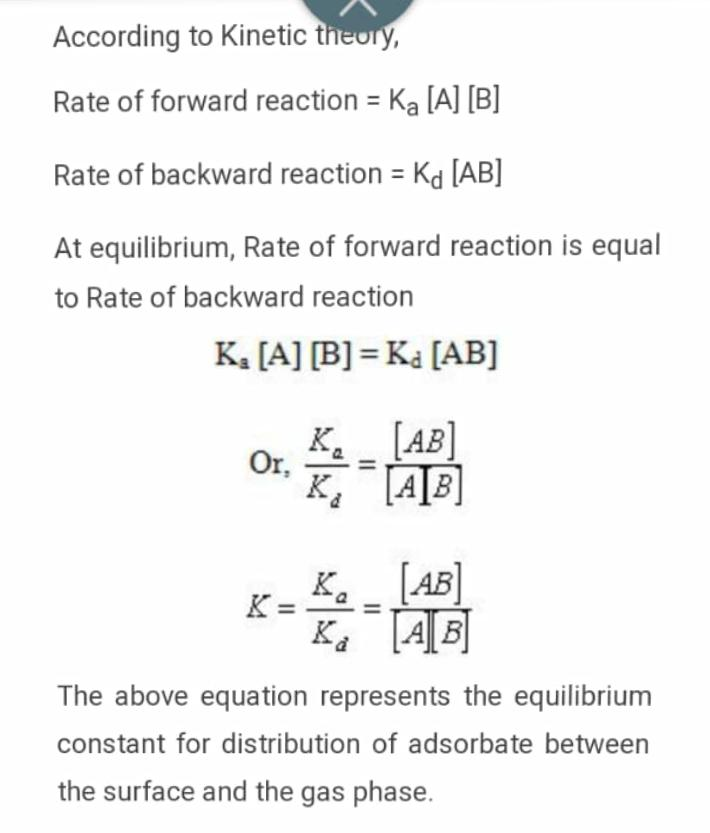 According to Kinetic theory,
Rate of forward reaction = Ka [A] [B]
Rate of backward reaction = Kd [AB]
At equilibrium, Rate of forward reaction is equal
to Rate of backward reaction
Ka [A] [B] = Kd [AB]
Or, Ka/Kd = [AB]/[A][B]
K = Ka/Kd = [AB]/[A][B]
The above equation represents the equilibrium
constant for distribution of adsorbate between
the surface and the gas phase.